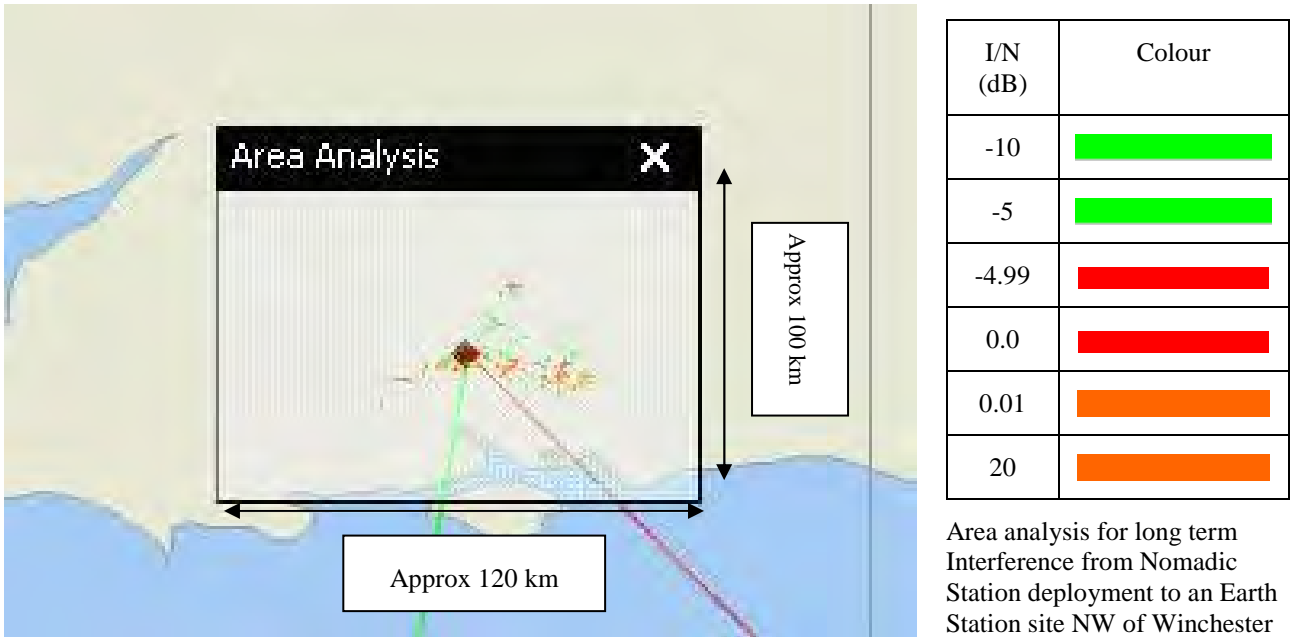 Area Analysis
Approx 100 km
Approx 120 km
I/N (dB) Colour
-10
-5
-4.99
0.0
0.01
20
Area analysis for long term
Interference from Nomadic
Station deployment to an Earth
Station site NW of Winchester